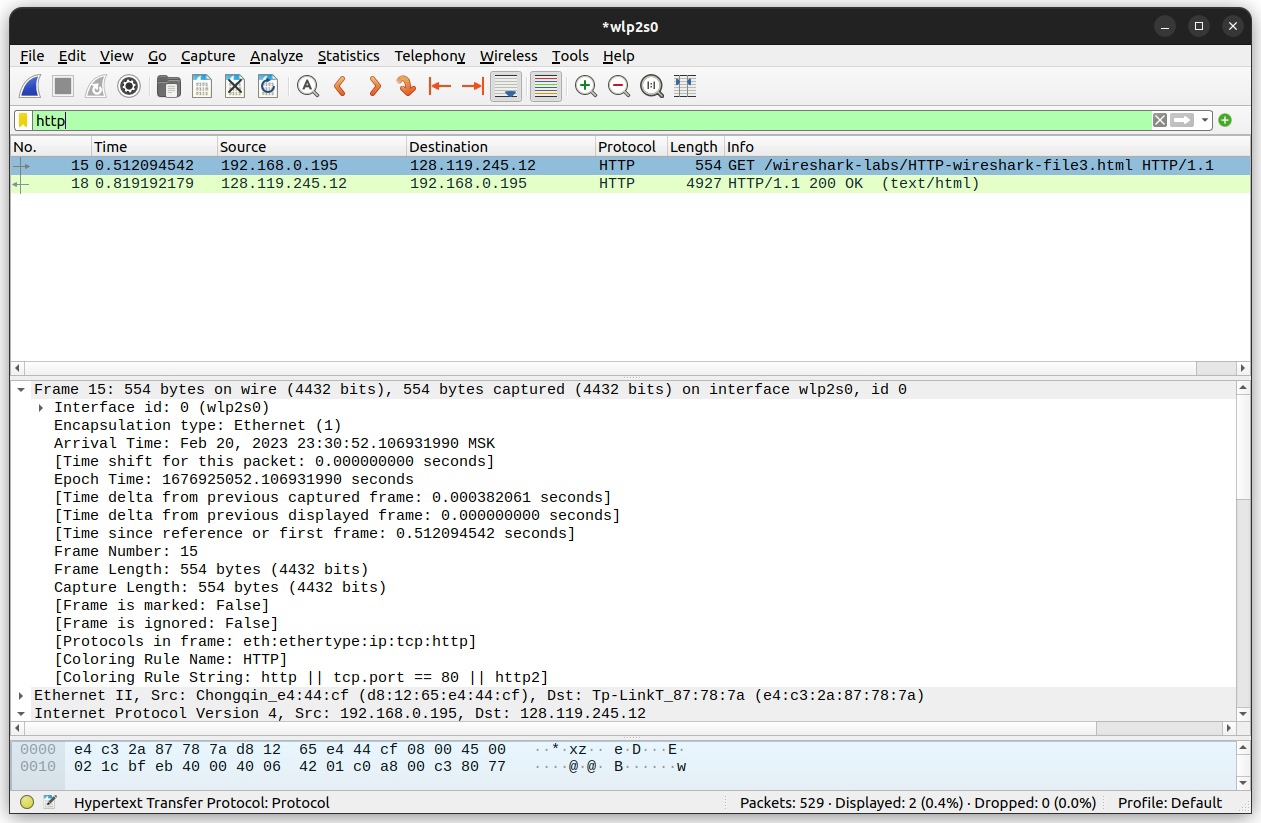 *wlp2s0
File Edit View Go Capture Analyze Statistics Telephony Wireless Tools Help
http
No. Time Source Destination Protocol Length Info
15 0.512094542 192.168.0.195 128.119.245.12 HTTP 554 GET /wireshark-labs/HTTP-wireshark-file3.html HTTP/1.1
18 0.819192179 128.119.245.12 192.168.0.195 HTTP 4927 HTTP/1.1 200 OK (text/html)
Frame 15: 554 bytes on wire (4432 bits), 554 bytes captured (4432 bits) on interface wlp2s0, id 0
Interface id: 0 (wlp2s0)
Encapsulation type: Ethernet (1)
Arrival Time: Feb 20, 2023 23:30:52.106931990 MSK
[Time shift for this packet: 0.000000000 seconds]
Epoch Time: 1676925052.106931990 seconds
[Time delta from previous captured frame: 0.000382061 seconds]
[Time delta from previous displayed frame: 0.000000000 seconds]
[Time since reference or first frame: 0.512094542 seconds]
Frame Number: 15
Frame Length: 554 bytes (4432 bits)
Capture Length: 554 bytes (4432 bits)
[Frame is marked: False]
[Frame is ignored: False]
[Protocols in frame: eth:ethertype:ip:tcp:http]
[Coloring Rule Name: HTTP]
[Coloring Rule String: http || tcp.port == 80 || http2]
Ethernet II, Src: Chongqin_e4:44:cf (d8:12:65:e4:44:cf), Dst: Tp-LinkT_87:78:7a (e4:c3:2a:87:78:7a)
Internet Protocol Version 4, Src: 192.168.0.195, Dst: 128.119.245.12
0000 e4 c3 2a 87 78 7a d8 12 65 e4 44 cf 08 00 45 00 ··*·xz·· e·D···E·
0010 02 1c bf eb 40 00 40 06 42 01 c0 a8 00 c3 80 77 ····@·@· B······w
Hypertext Transfer Protocol: Protocol Packets: 529 · Displayed: 2 (0.4%) · Dropped: 0 (0.0%) Profile: Default